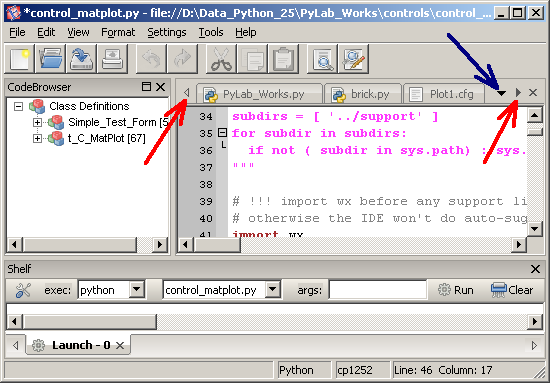 *control_matplot.py - file://D:\Data_Python_25\PyLab_Works\controls\control_...
File Edit View Format Settings Tools Help
CodeBrowser
Class Definitions
Simple_Test_Form [5
t_C_MatPlot [67]
PyLab_Works.py brick.py Plot1.cfg
34 subdirs = [ '../support' ]
35 for subdir in subdirs:
36 if not ( subdir in sys.path) : sys.
37 """
38
39 # !!! import wx before any support li
40 # otherwise the IDE won't do auto-sug
41 import wx
Shelf
exec: python control_matplot.py args: Run Clear
Launch - 0
Python cp1252 Line: 46 Column: 17